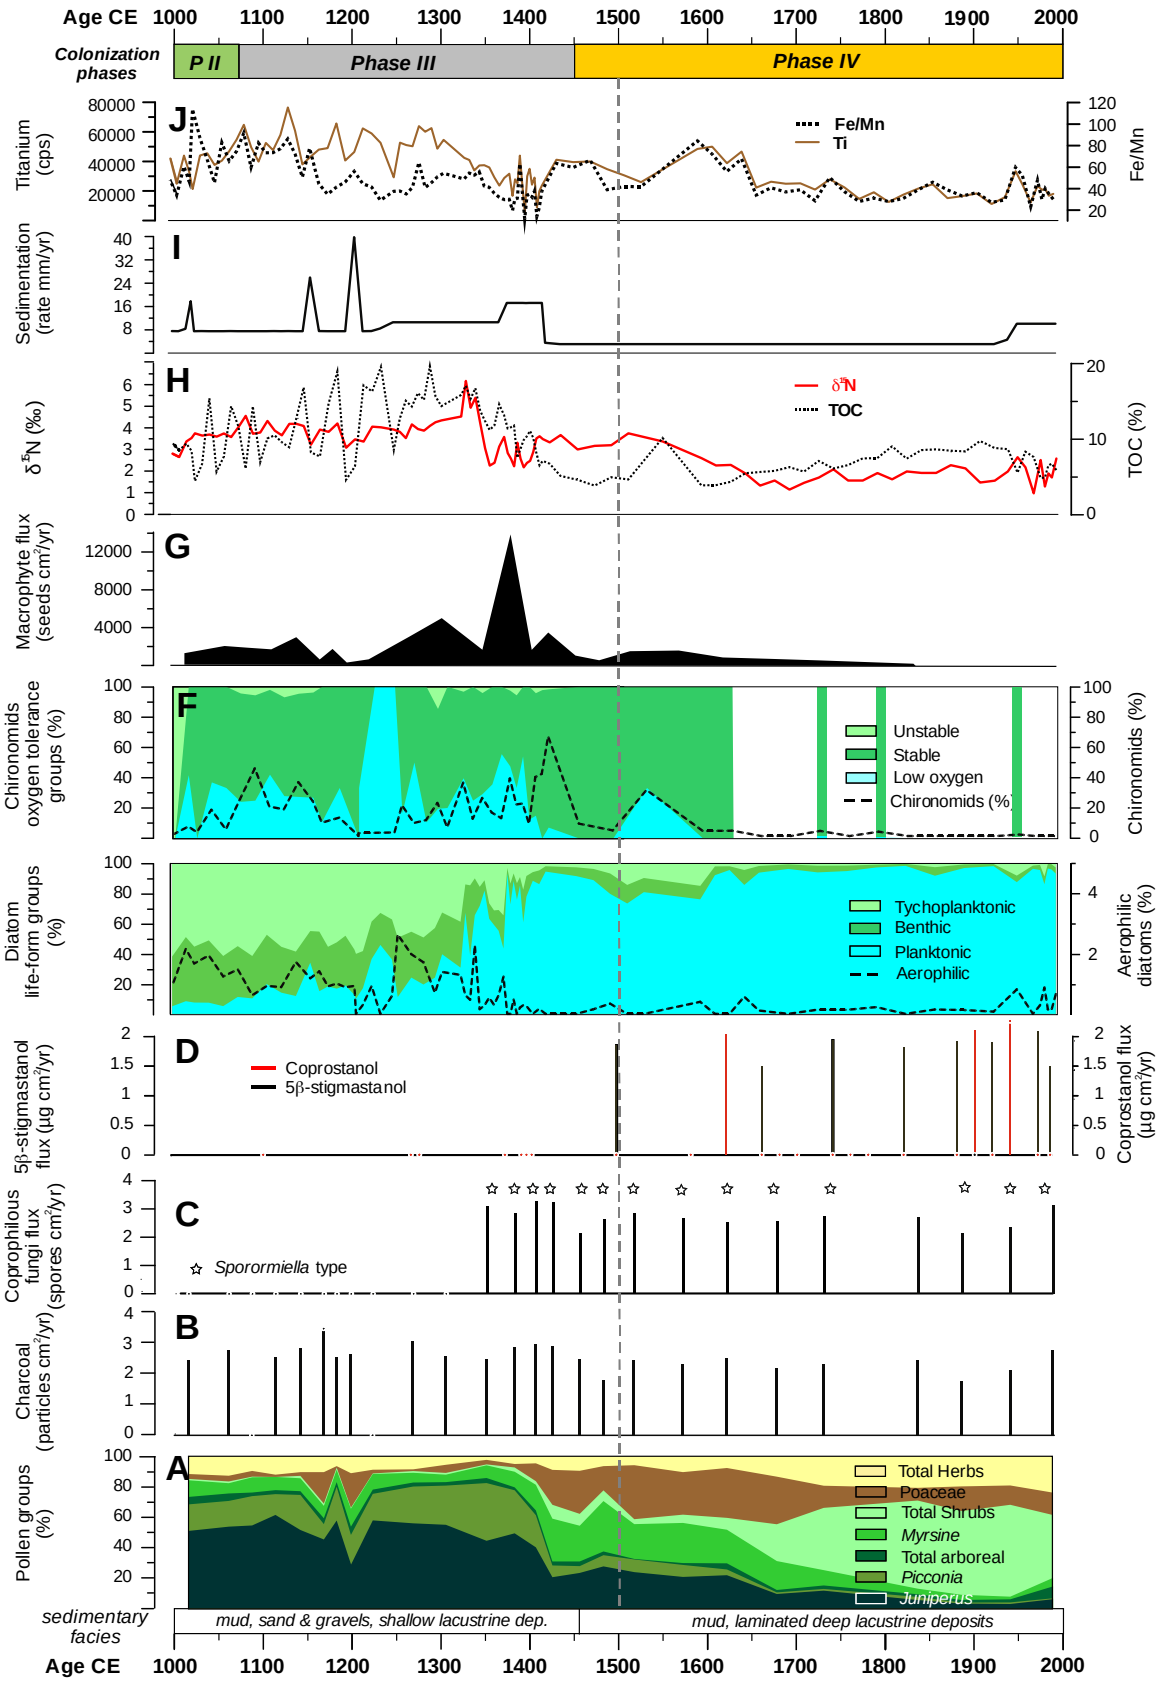 Age CE 1000 1100 1200 1300 1400 1500 1600 1700 1800 1900 2000
Colonization phases
P II Phase III Phase IV
J
Titanium (cps)
80000
60000
40000
20000
Fe/Mn
Ti
120
100
80
60
40
20
Fe/Mn
I
Sedimentation (rate mm/yr)
40
32
24
16
8
H
δ15N (‰)
6
5
4
3
2
1
0
δ15N
TOC
20
10
0
TOC (%)
G
Macrophyte flux (seeds cm²/yr)
12000
8000
4000
F
Chironomids oxygen tolerance groups (%)
100
80
60
40
20
Unstable
Stable
Low oxygen
Chironomids (%)
100
80
60
40
20
0
Chironomids (%)
Diatom life-form groups (%)
100
80
60
40
20
Tychoplanktonic
Benthic
Planktonic
Aerophilic
4
2
Aerophilic diatoms (%)
D
5β-stigmastanol flux (µg cm²/yr)
2
1.5
1
0.5
0
Coprostanol
5β-stigmastanol
2
1.5
1
0.5
0
Coprostanol flux (µg cm²/yr)
C
Coprophilous fungi flux (spores cm²/yr)
4
3
2
1
0
Sporormiella type
B
Charcoal (particles cm²/yr)
4
3
2
1
0
A
Pollen groups (%)
100
80
60
40
20
Total Herbs
Poaceae
Total Shrubs
Myrsine
Total arboreal
Picconia
Juniperus
sedimentary facies
mud, sand & gravels, shallow lacustrine dep. mud, laminated deep lacustrine deposits
Age CE 1000 1100 1200 1300 1400 1500 1600 1700 1800 1900 2000